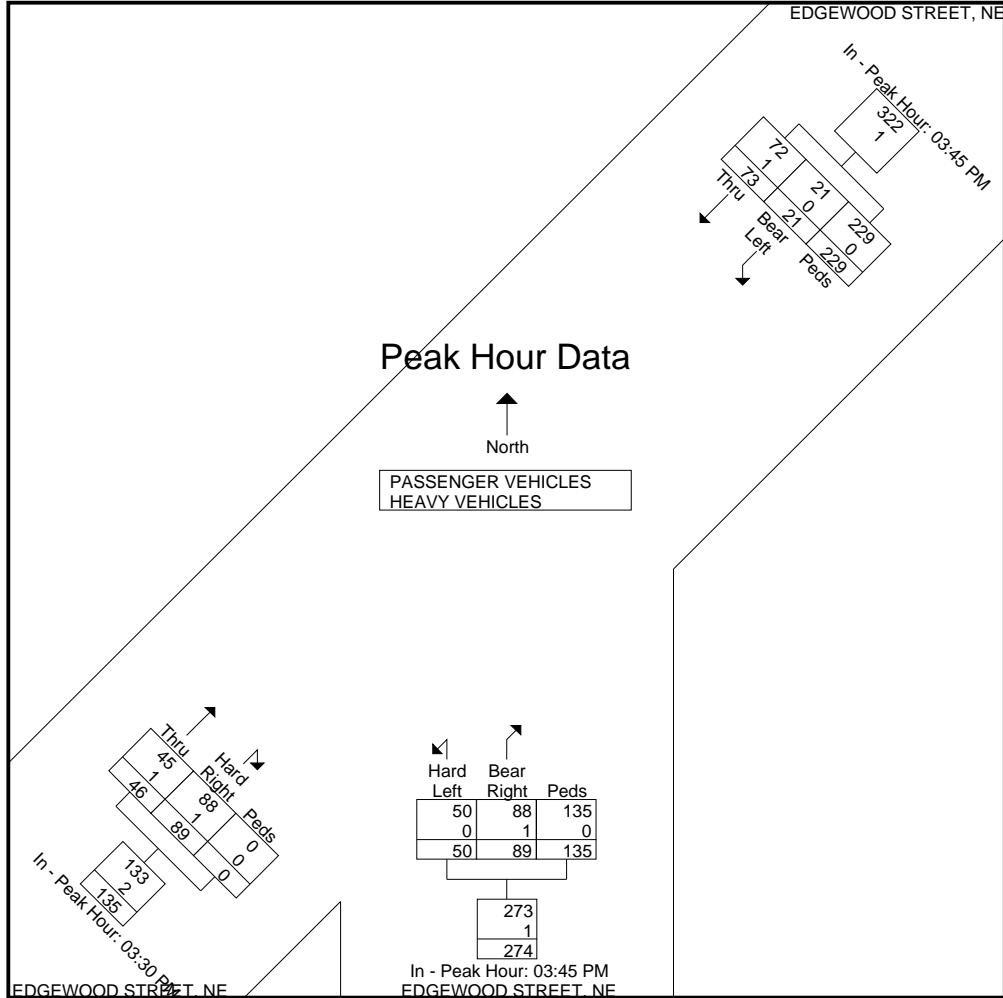 EDGEWOOD STREET, NE
In - Peak Hour: 03:45 PM
322
1
72 21 229
1 0 0
73 21 229
Thru Bear Left Peds
Peak Hour Data
North
PASSENGER VEHICLES
HEAVY VEHICLES
Thru Hard Right Peds
45 88 0
1 1 0
46 89 0
133
2
135
In - Peak Hour: 03:30 PM
EDGEWOOD STREET, NE
Hard Bear
Left Right Peds
50 88 135
0 1 0
50 89 135
273
1
274
In - Peak Hour: 03:45 PM
EDGEWOOD STREET, NE